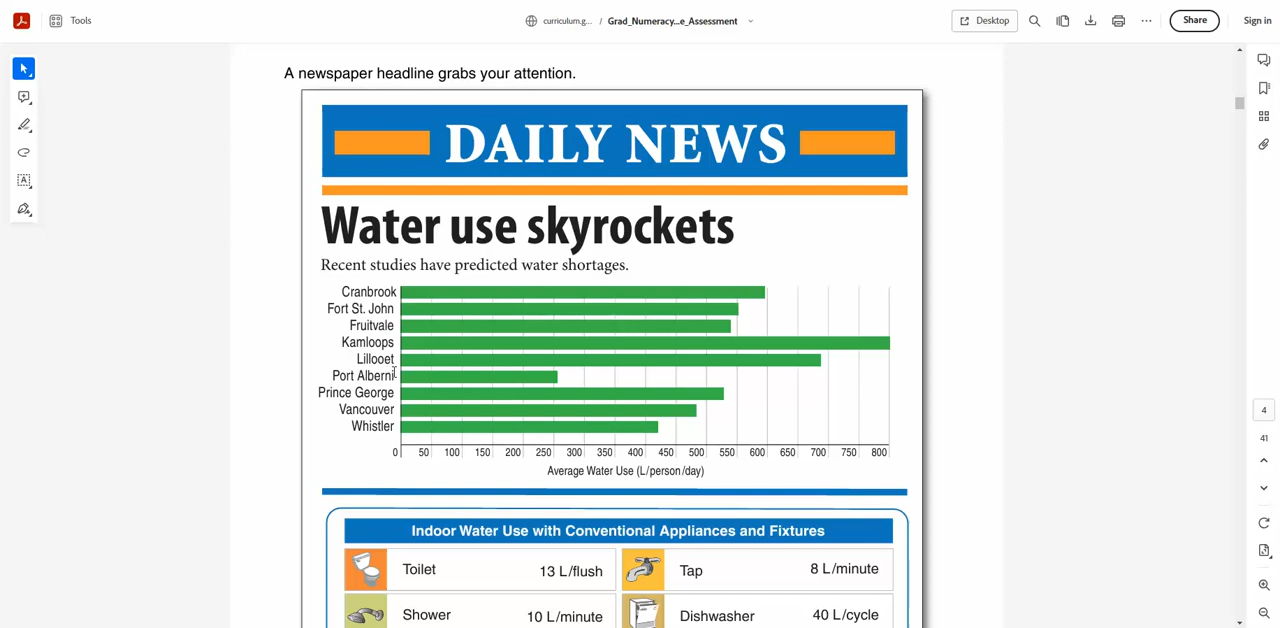 Tools
curriculum.g... / Grad_Numeracy...e_Assessment
Desktop
Share
Sign in
A newspaper headline grabs your attention.
DAILY NEWS
Water use skyrockets
Recent studies have predicted water shortages.
Cranbrook
Fort St. John
Fruitvale
Kamloops
Lillooet
Port Alberni
Prince George
Vancouver
Whistler
0 50 100 150 200 250 300 350 400 450 500 550 600 650 700 750 800
Average Water Use (L/person/day)
Indoor Water Use with Conventional Appliances and Fixtures
Toilet 13 L/flush
Tap 8 L/minute
Shower 10 L/minute
Dishwasher 40 L/cycle
4
41